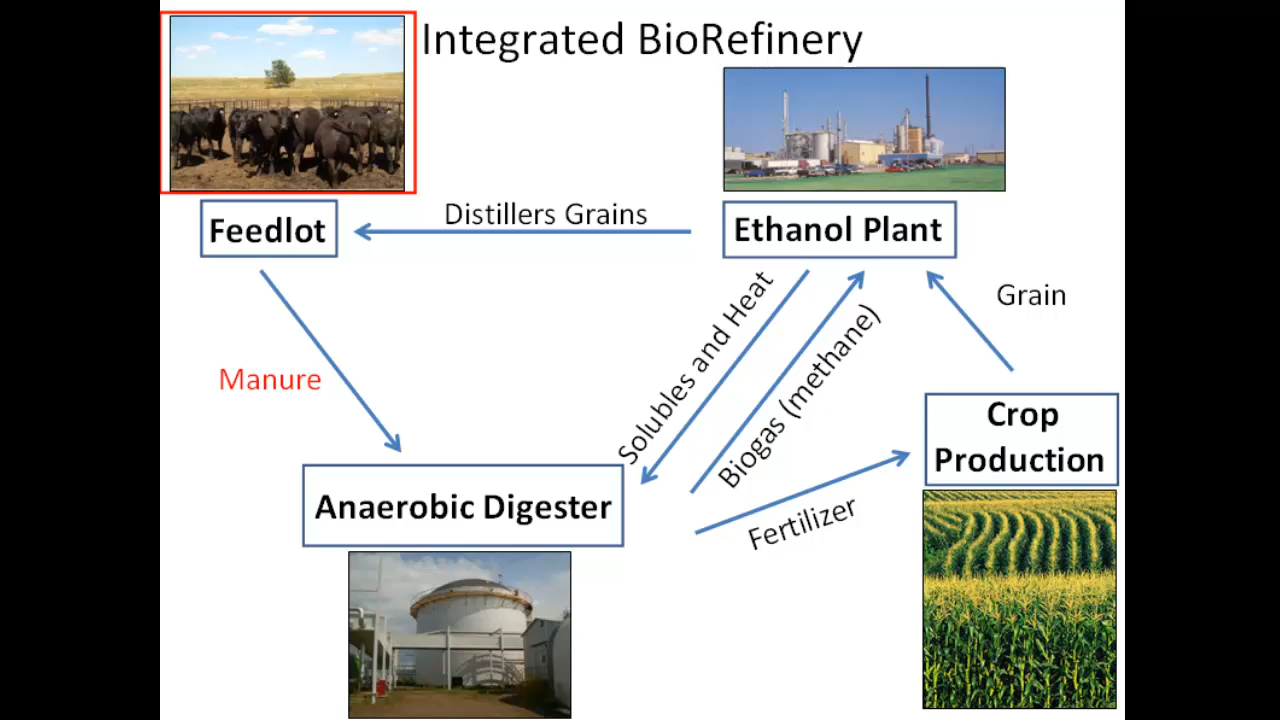 Integrated BioRefinery
Distillers Grains
Feedlot
Ethanol Plant
Solubles and Heat
Biogas (methane)
Grain
Manure
Crop
Production
Anaerobic Digester
Fertilizer